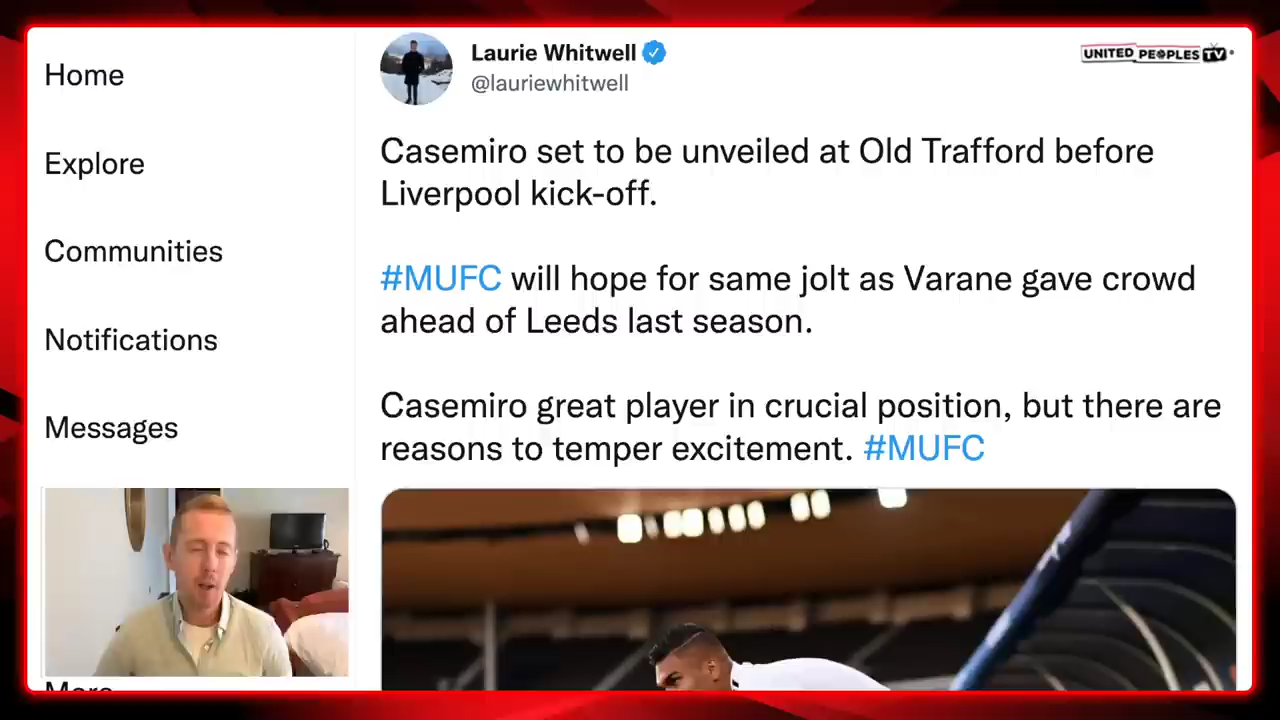 Home
Explore
Communities
Notifications
Messages
More
Laurie Whitwell
@lauriewhitwell
UNITED PEOPLES TV
Casemiro set to be unveiled at Old Trafford before
Liverpool kick-off.
#MUFC will hope for same jolt as Varane gave crowd
ahead of Leeds last season.
Casemiro great player in crucial position, but there are
reasons to temper excitement. #MUFC